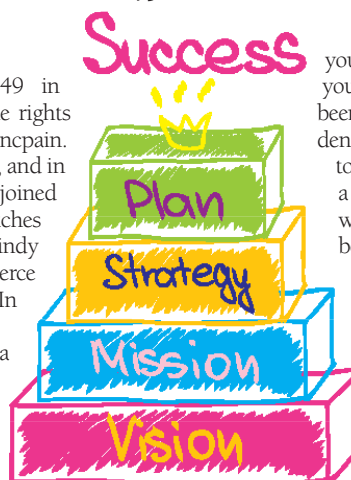 Success
Plan
Strategy
Mission
Vision
49 in
e rights
ncpain.
, and in
joined
ches
indy
erce
In
a
you
you
been
den
to
a
w
b